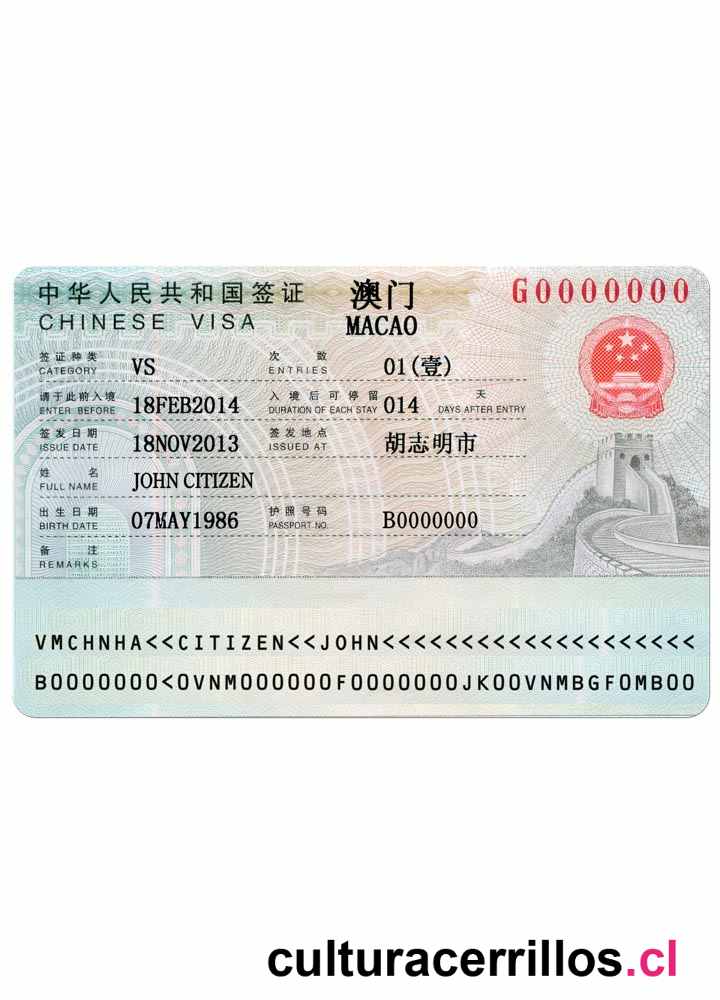 中华人民共和国签证 澳门 G0000000
CHINESE VISA MACAO
签证种类 VS 次数 01(壹)
CATEGORY ENTRIES
请于此前入境 18FEB2014 入境后可停留 014 天
ENTER BEFORE DURATION OF EACH STAY DAYS AFTER ENTRY
签发日期 18NOV2013 签发地点 胡志明市
ISSUE DATE ISSUED AT
姓名 JOHN CITIZEN
FULL NAME
出生日期 07MAY1986 护照号码 B0000000
BIRTH DATE PASSPORT NO.
备注
REMARKS
VMCHNHA<<CITIZEN<<JOHN<<<<<<<<<<<<<<<<<<<<<<
B0000000<0VNM000000F0000000JK00VNMBGF0MB00
culturacerrillos.cl